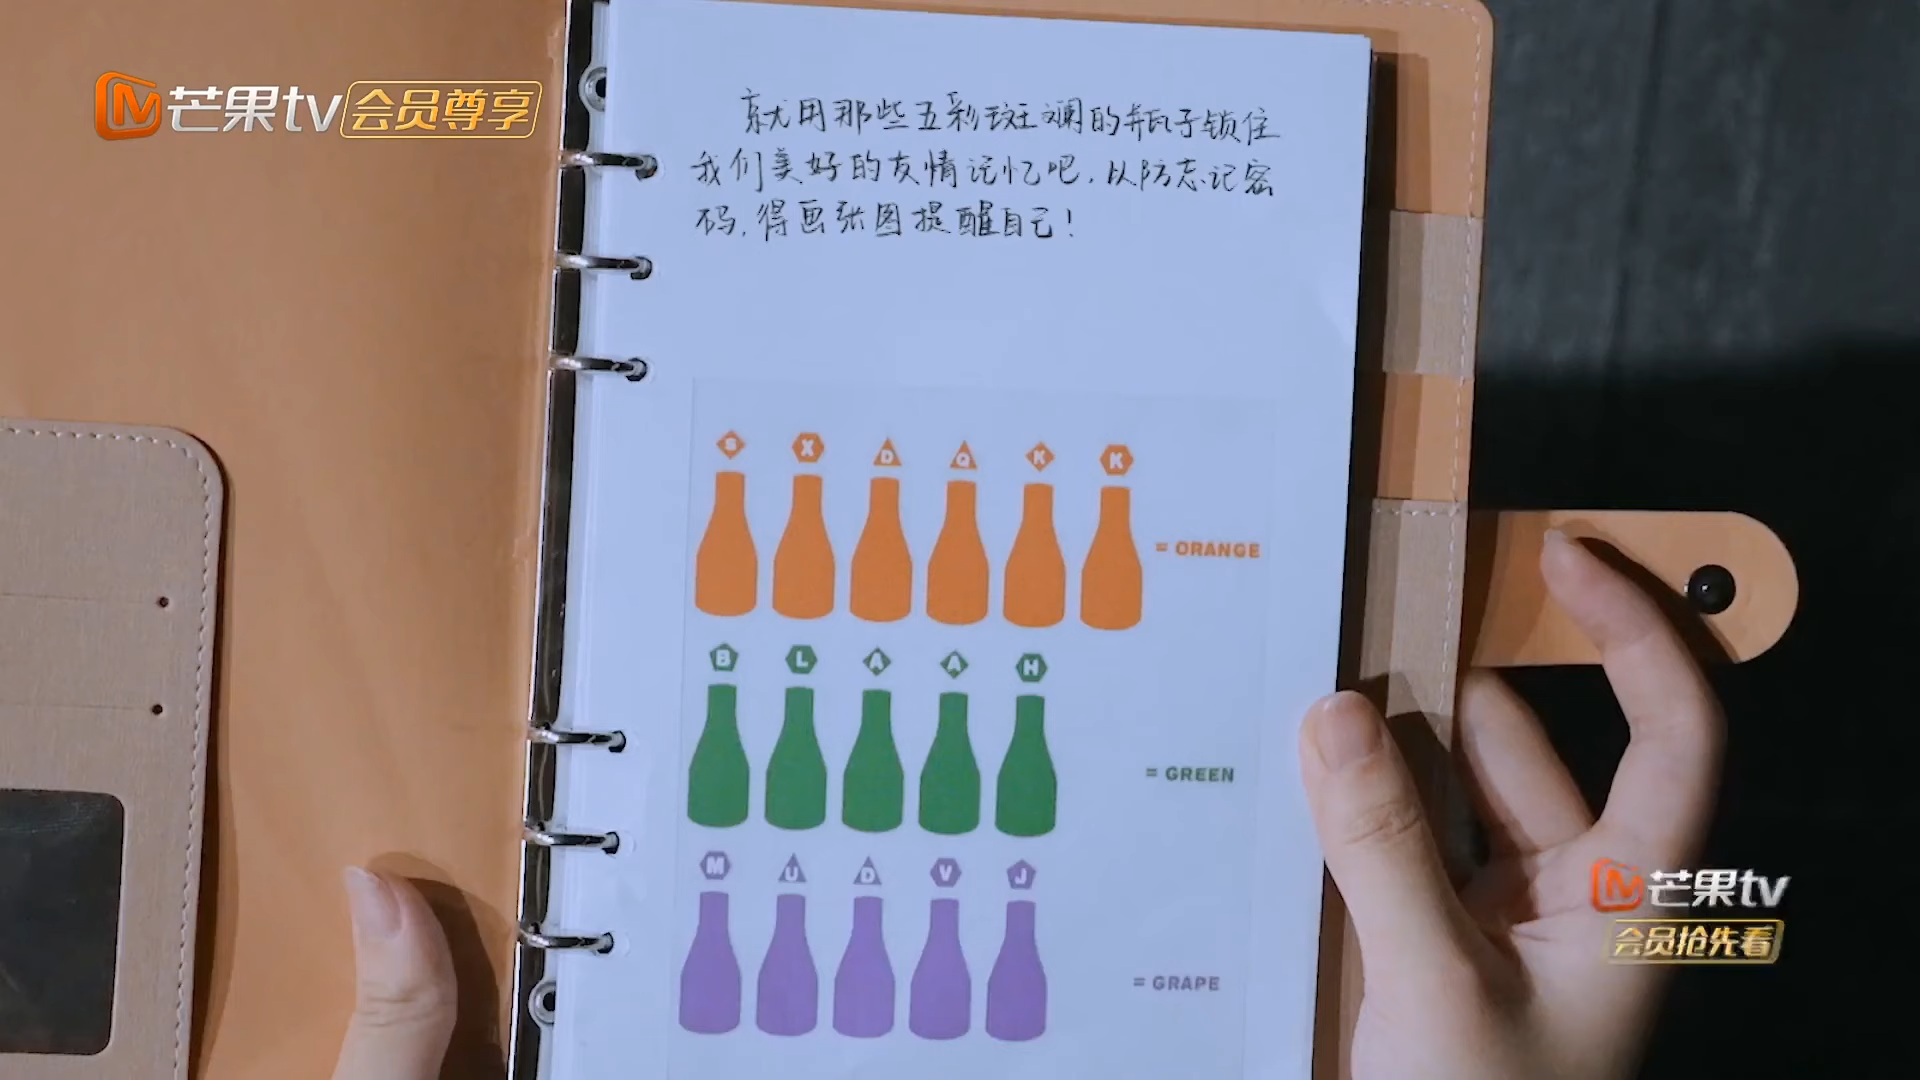 芒果tv 会员尊享
就用那些五彩斑斓的瓶子锁住
我们美好的友情记忆吧，以防忘记密
码，得画张图提醒自己！
S X D Q K K
= ORANGE
B L A A H
= GREEN
M U D V J
= GRAPE
芒果tv
会员抢先看